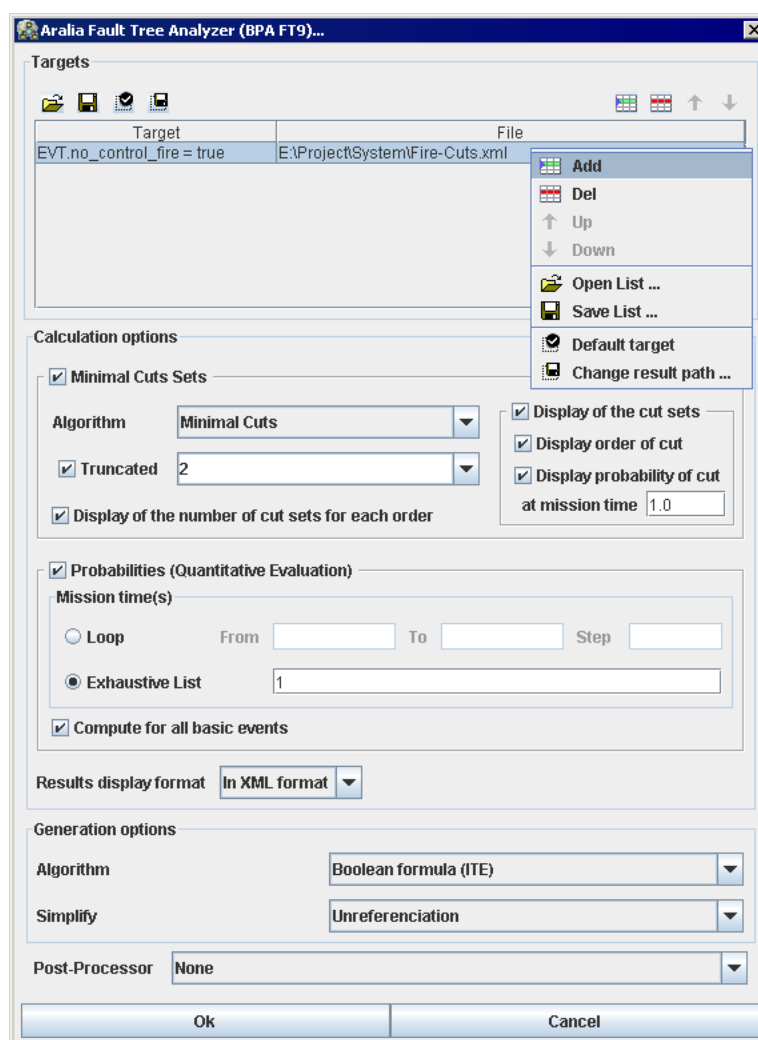 Aralia Fault Tree Analyzer (BPA FT9)...
Targets
Target File
EVT.no_control_fire = true E:\Project\System\Fire-Cuts.xml
Add
Del
Up
Down
Open List ...
Save List ...
Default target
Change result path ...
Calculation options
Minimal Cuts Sets
Algorithm Minimal Cuts
Truncated 2
Display of the number of cut sets for each order
Display of the cut sets
Display order of cut
Display probability of cut
at mission time 1.0
Probabilities (Quantitative Evaluation)
Mission time(s)
Loop From To Step
Exhaustive List 1
Compute for all basic events
Results display format In XML format
Generation options
Algorithm Boolean formula (ITE)
Simplify Unreferenciation
Post-Processor None
Ok Cancel